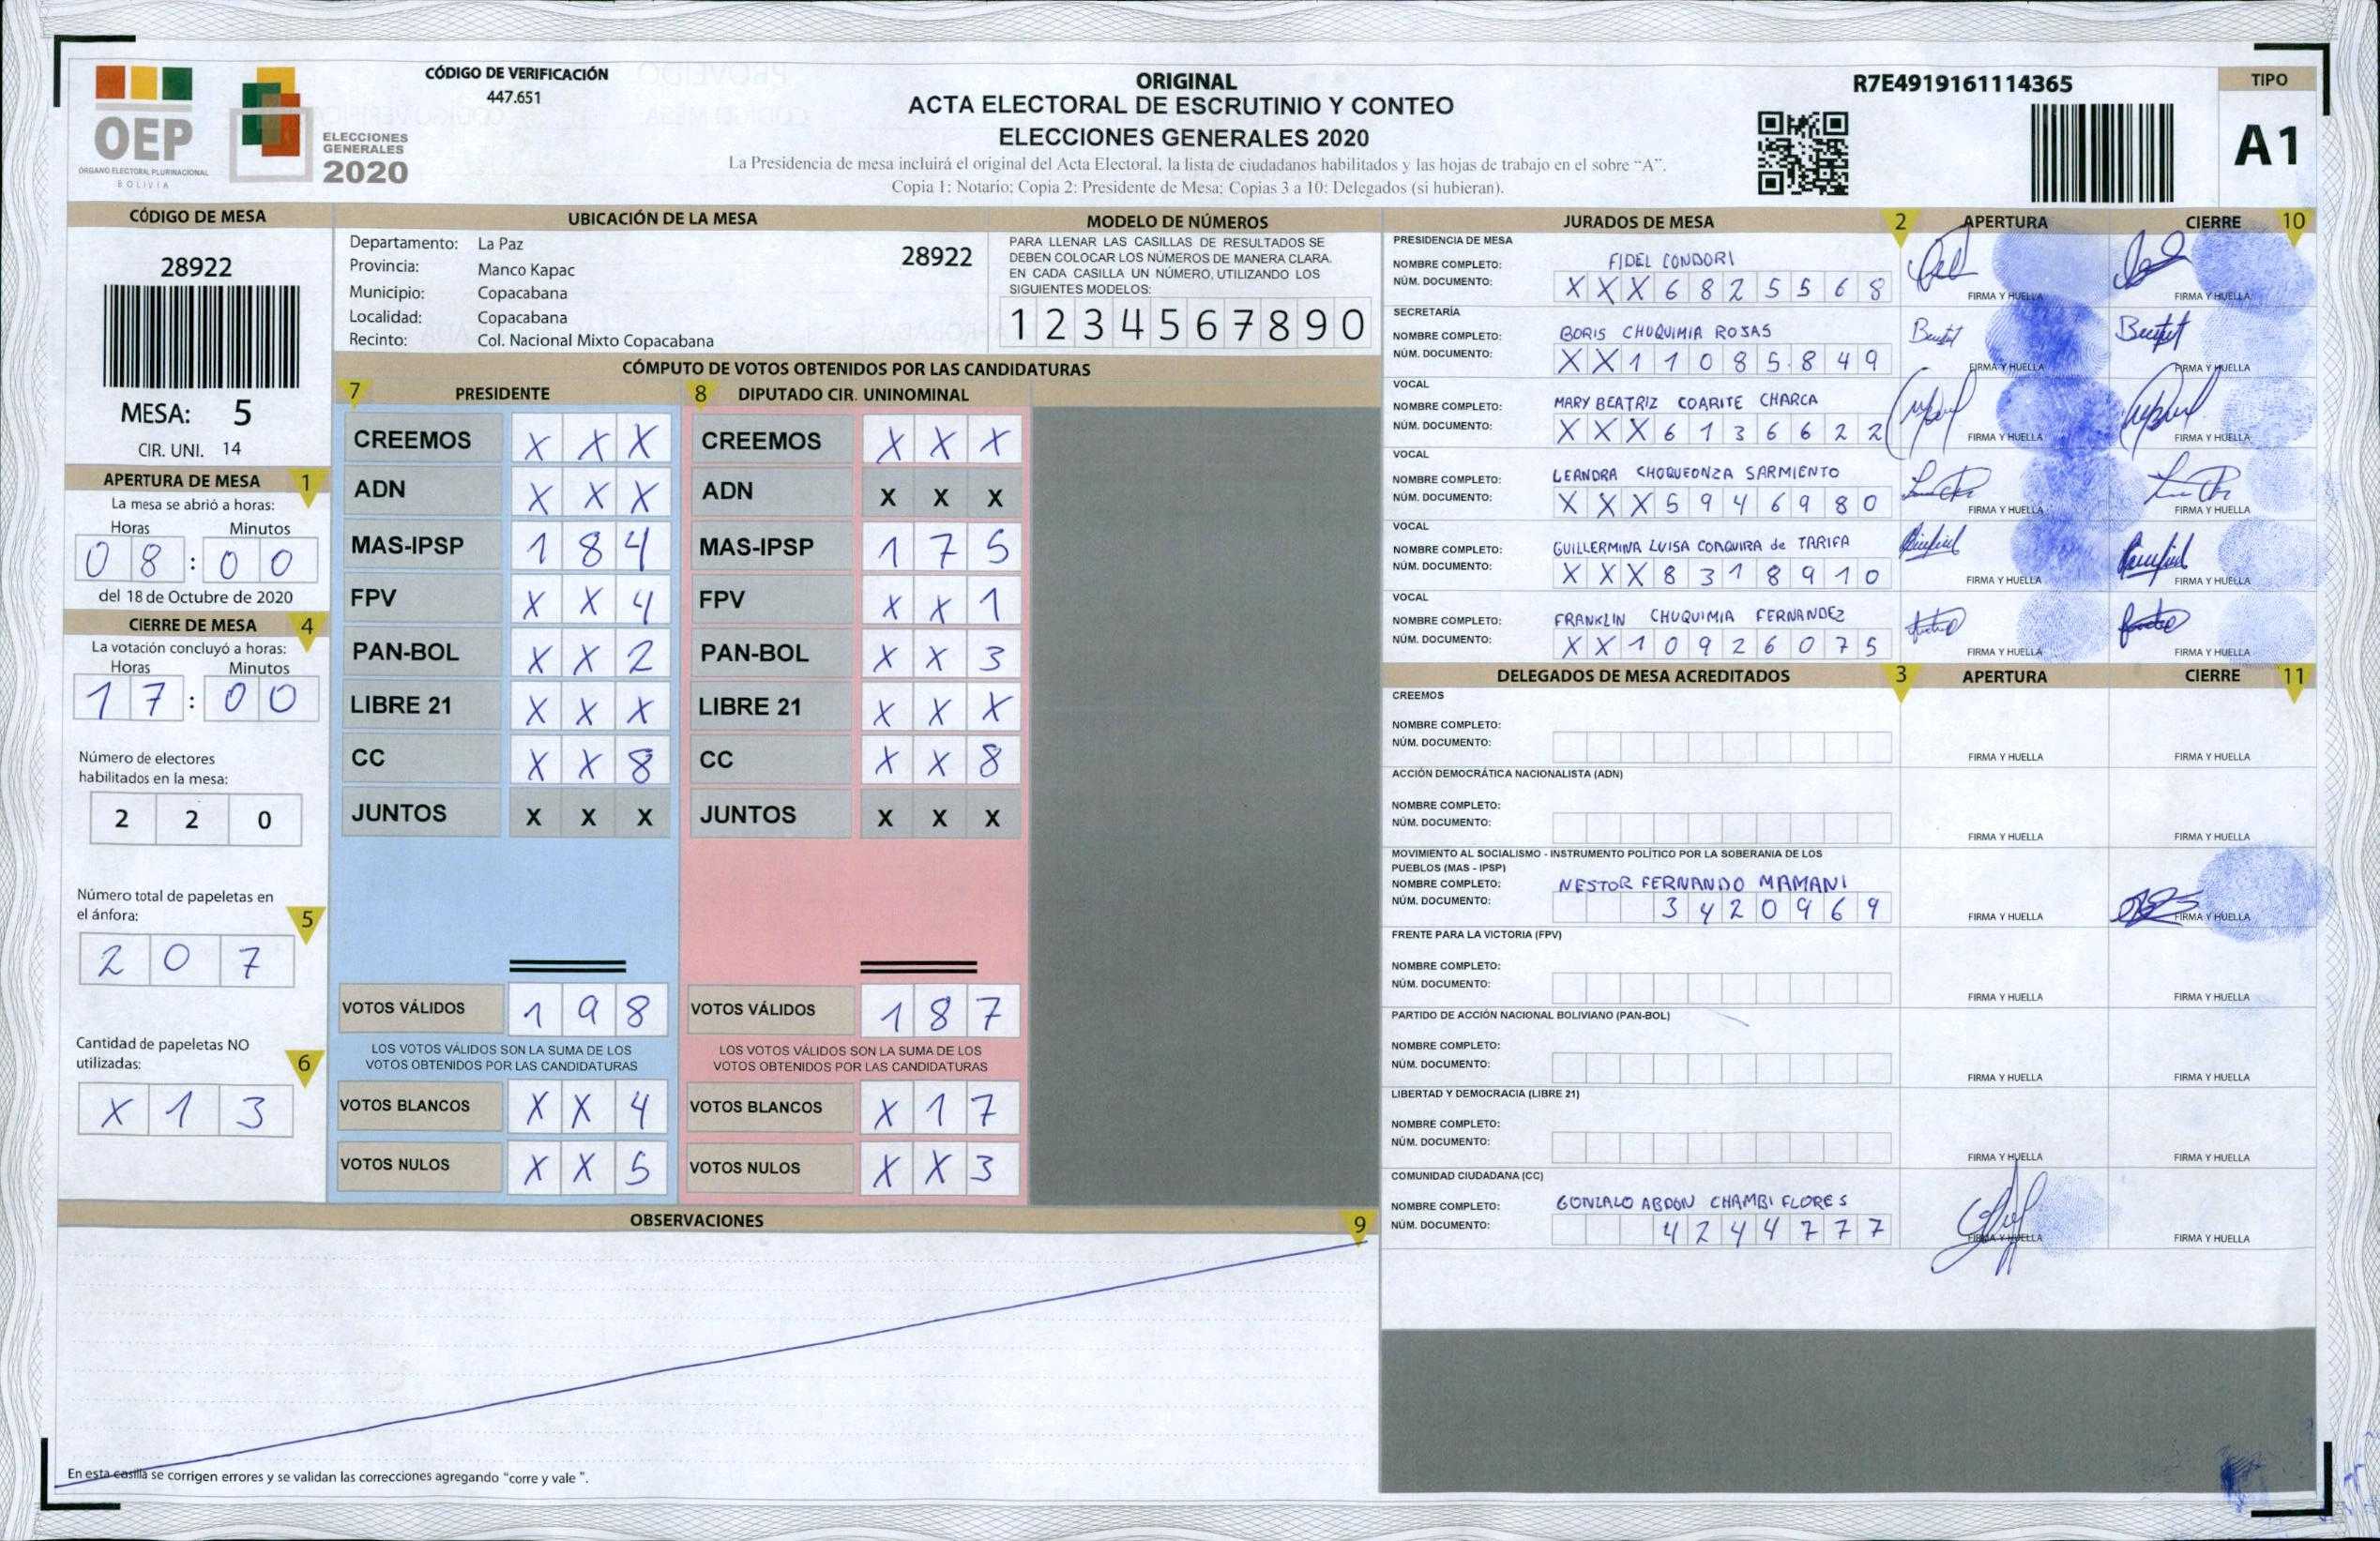 CÓDIGO DE VERIFICACIÓN
447.651
OEP
ÓRGANO ELECTORAL PLURINACIONAL
BOLIVIA
ELECCIONES
GENERALES
2020
ORIGINAL
ACTA ELECTORAL DE ESCRUTINIO Y CONTEO
ELECCIONES GENERALES 2020
La Presidencia de mesa incluirá el original del Acta Electoral, la lista de ciudadanos habilitados y las hojas de trabajo en el sobre "A".
Copia 1: Notario; Copia 2: Presidente de Mesa; Copias 3 a 10: Delegados (si hubieran).
R7E4919161114365
TIPO
A1
CÓDIGO DE MESA
28922
MESA: 5
CIR. UNI. 14
APERTURA DE MESA 1
La mesa se abrió a horas:
Horas Minutos
08:00
del 18 de Octubre de 2020
CIERRE DE MESA 4
La votación concluyó a horas:
Horas Minutos
17:00
Número de electores
habilitados en la mesa:
2 2 0
Número total de papeletas en
el ánfora: 5
2 0 7
Cantidad de papeletas NO
utilizadas: 6
X 1 3
UBICACIÓN DE LA MESA
Departamento: La Paz 28922
Provincia: Manco Kapac
Municipio: Copacabana
Localidad: Copacabana
Recinto: Col. Nacional Mixto Copacabana
MODELO DE NÚMEROS
PARA LLENAR LAS CASILLAS DE RESULTADOS SE
DEBEN COLOCAR LOS NÚMEROS DE MANERA CLARA.
EN CADA CASILLA UN NÚMERO, UTILIZANDO LOS
SIGUIENTES MODELOS:
1 2 3 4 5 6 7 8 9 0
CÓMPUTO DE VOTOS OBTENIDOS POR LAS CANDIDATURAS
7 PRESIDENTE 8 DIPUTADO CIR. UNINOMINAL
CREEMOS X X X CREEMOS X X X
ADN X X X ADN X X X
MAS-IPSP 1 8 4 MAS-IPSP 1 7 5
FPV X X 4 FPV X X 1
PAN-BOL X X 2 PAN-BOL X X 3
LIBRE 21 X X X LIBRE 21 X X X
CC X X 8 CC X X 8
JUNTOS X X X JUNTOS X X X
VOTOS VÁLIDOS 1 9 8 VOTOS VÁLIDOS 1 8 7
LOS VOTOS VÁLIDOS SON LA SUMA DE LOS LOS VOTOS VÁLIDOS SON LA SUMA DE LOS
VOTOS OBTENIDOS POR LAS CANDIDATURAS VOTOS OBTENIDOS POR LAS CANDIDATURAS
VOTOS BLANCOS X X 4 VOTOS BLANCOS X 1 7
VOTOS NULOS X X 5 VOTOS NULOS X X 3
OBSERVACIONES 9
En esta casilla se corrigen errores y se validan las correcciones agregando "corre y vale ".
JURADOS DE MESA 2 APERTURA CIERRE 10
PRESIDENCIA DE MESA
NOMBRE COMPLETO: FIDEL CONDORI
NÚM. DOCUMENTO: X X X 6 8 2 5 5 6 8
FIRMA Y HUELLA FIRMA Y HUELLA
SECRETARÍA
NOMBRE COMPLETO: BORIS CHUQUIMIA ROSAS
NÚM. DOCUMENTO: X X 1 1 0 8 5 8 4 9
FIRMA Y HUELLA FIRMA Y HUELLA
VOCAL
NOMBRE COMPLETO: MARY BEATRIZ COARITE CHARCA
NÚM. DOCUMENTO: X X X 6 1 3 6 6 2 2
FIRMA Y HUELLA FIRMA Y HUELLA
VOCAL
NOMBRE COMPLETO: LEANDRA CHOQUEONZA SARMIENTO
NÚM. DOCUMENTO: X X X 5 9 4 6 9 8 0
FIRMA Y HUELLA FIRMA Y HUELLA
VOCAL
NOMBRE COMPLETO: GUILLERMINA LUISA CONQUIRA de TARIFA
NÚM. DOCUMENTO: X X X 8 3 1 8 9 1 0
FIRMA Y HUELLA FIRMA Y HUELLA
VOCAL
NOMBRE COMPLETO: FRANKLIN CHUQUIMIA FERNANDEZ
NÚM. DOCUMENTO: X X 1 0 9 2 6 0 7 5
FIRMA Y HUELLA FIRMA Y HUELLA
DELEGADOS DE MESA ACREDITADOS 3 APERTURA CIERRE 11
CREEMOS
NOMBRE COMPLETO:
NÚM. DOCUMENTO:
FIRMA Y HUELLA FIRMA Y HUELLA
ACCIÓN DEMOCRÁTICA NACIONALISTA (ADN)
NOMBRE COMPLETO:
NÚM. DOCUMENTO:
FIRMA Y HUELLA FIRMA Y HUELLA
MOVIMIENTO AL SOCIALISMO - INSTRUMENTO POLÍTICO POR LA SOBERANIA DE LOS
PUEBLOS (MAS - IPSP)
NOMBRE COMPLETO: NESTOR FERNANDO MAMANI
NÚM. DOCUMENTO: 3 4 2 0 9 6 9
FIRMA Y HUELLA FIRMA Y HUELLA
FRENTE PARA LA VICTORIA (FPV)
NOMBRE COMPLETO:
NÚM. DOCUMENTO:
FIRMA Y HUELLA FIRMA Y HUELLA
PARTIDO DE ACCIÓN NACIONAL BOLIVIANO (PAN-BOL)
NOMBRE COMPLETO:
NÚM. DOCUMENTO:
FIRMA Y HUELLA FIRMA Y HUELLA
LIBERTAD Y DEMOCRACIA (LIBRE 21)
NOMBRE COMPLETO:
NÚM. DOCUMENTO:
FIRMA Y HUELLA FIRMA Y HUELLA
COMUNIDAD CIUDADANA (CC)
NOMBRE COMPLETO: GONZALO ABDON CHAMBI FLORES
NÚM. DOCUMENTO: 4 2 4 4 7 7 7
FIRMA Y HUELLA FIRMA Y HUELLA